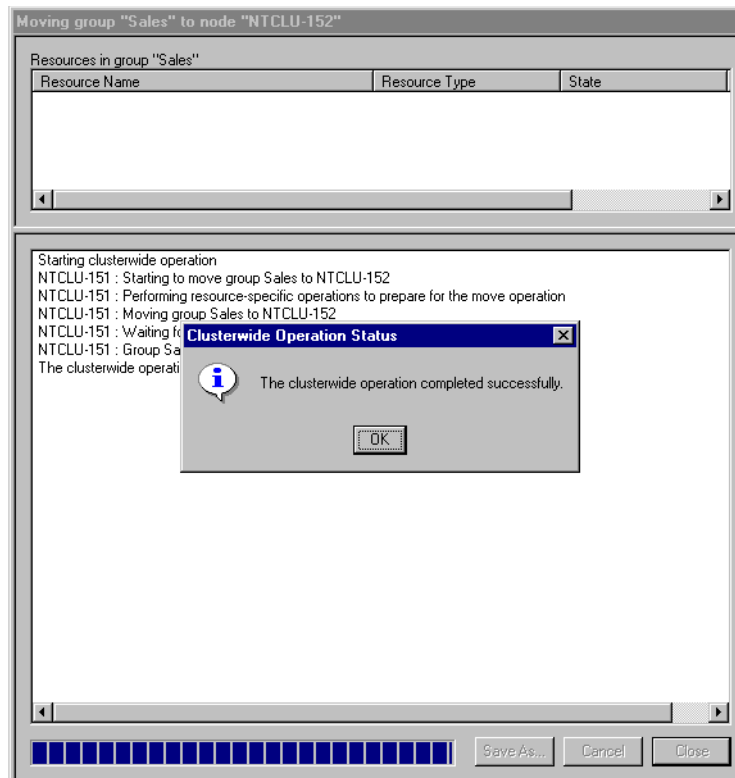 Moving group "Sales" to node "NTCLU-152"
Resources in group "Sales"
Resource Name Resource Type State
Starting clusterwide operation
NTCLU-151 : Starting to move group Sales to NTCLU-152
NTCLU-151 : Performing resource-specific operations to prepare for the move operation
NTCLU-151 : Moving group Sales to NTCLU-152
NTCLU-151 : Waiting
NTCLU-151 : Group
The clusterwide
Clusterwide Operation Status
The clusterwide operation completed successfully.
OK
Save As... Cancel Close